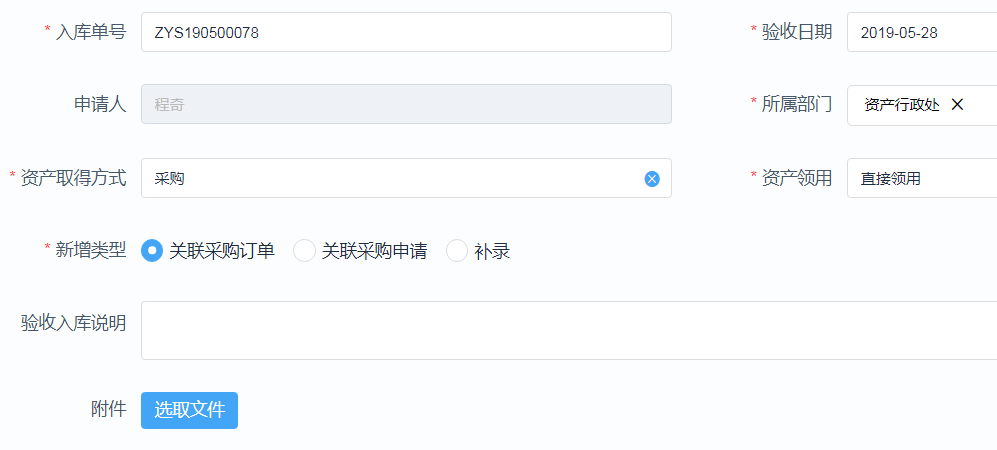 * 入库单号 ZYS190500078 * 验收日期 2019-05-28
申请人 程奇 * 所属部门 资产行政处 ×
* 资产取得方式 采购 * 资产领用 直接领用
* 新增类型 关联采购订单 关联采购申请 补录
验收入库说明
附件 选取文件